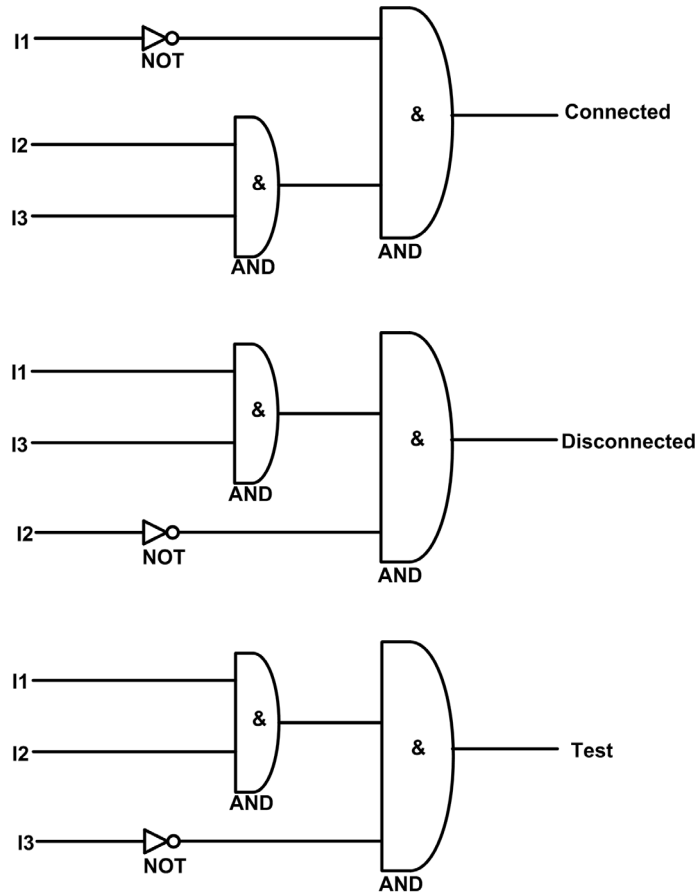 I1
NOT
&
Connected
I2
&
I3
AND
AND
I1
&
&
Disconnected
I3
AND
I2
NOT
AND
I1
&
&
Test
I2
AND
I3
NOT
AND